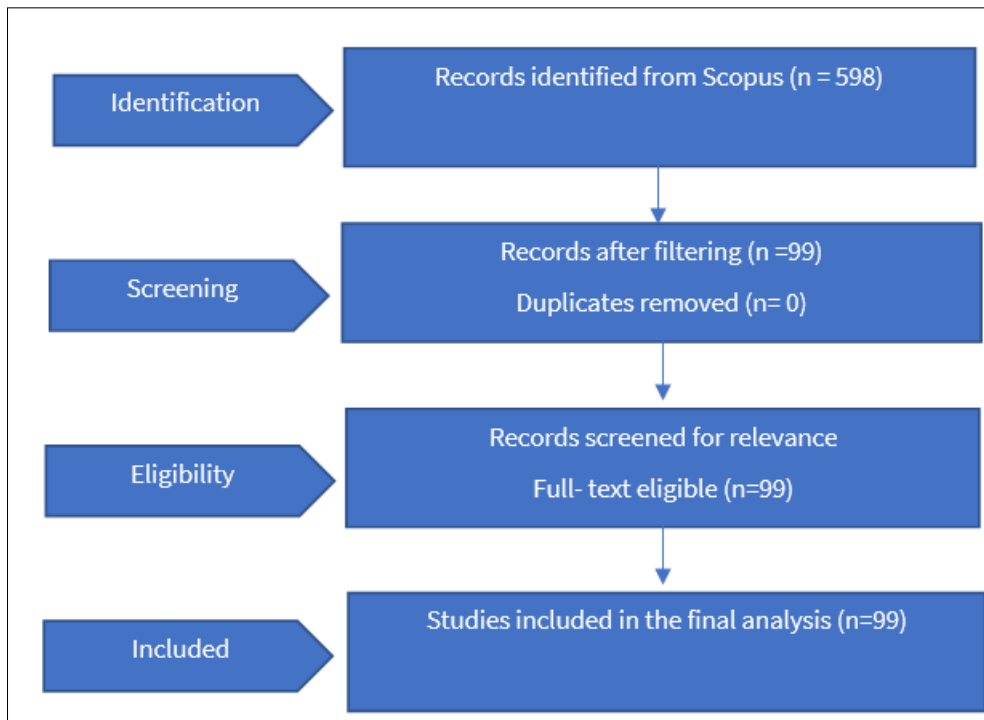 Identification
Records identified from Scopus (n = 598)
Screening
Records after filtering (n =99)
Duplicates removed (n= 0)
Eligibility
Records screened for relevance
Full- text eligible (n=99)
Included
Studies included in the final analysis (n=99)